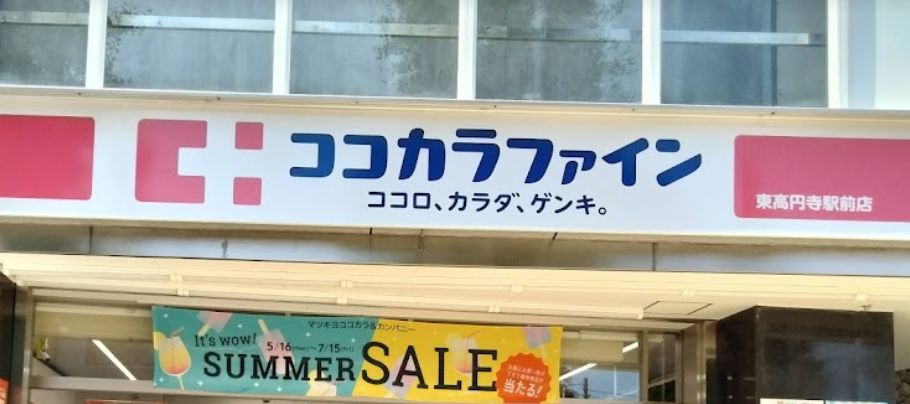 ココカラファイン
ココロ、カラダ、ゲンキ。
東高円寺駅前店
マツキヨココカラ&カンパニー
It's wow!
5/16(mon)~7/15(fri)
SUMMER SALE
当たる!